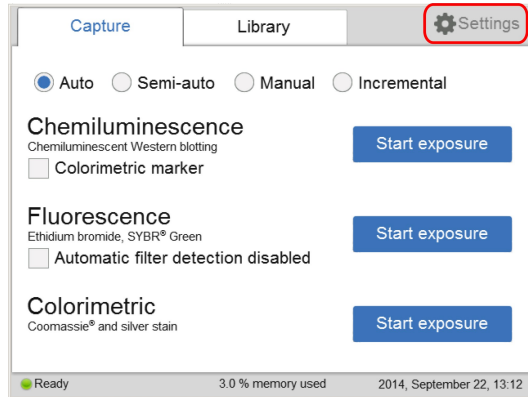 Capture
Library
Settings
Auto
Semi-auto
Manual
Incremental
Chemiluminescence
Chemiluminescent Western blotting
Colorimetric marker
Start exposure
Fluorescence
Ethidium bromide, SYBR® Green
Automatic filter detection disabled
Start exposure
Colorimetric
Coomassie® and silver stain
Start exposure
Ready
3.0 % memory used
2014, September 22, 13:12